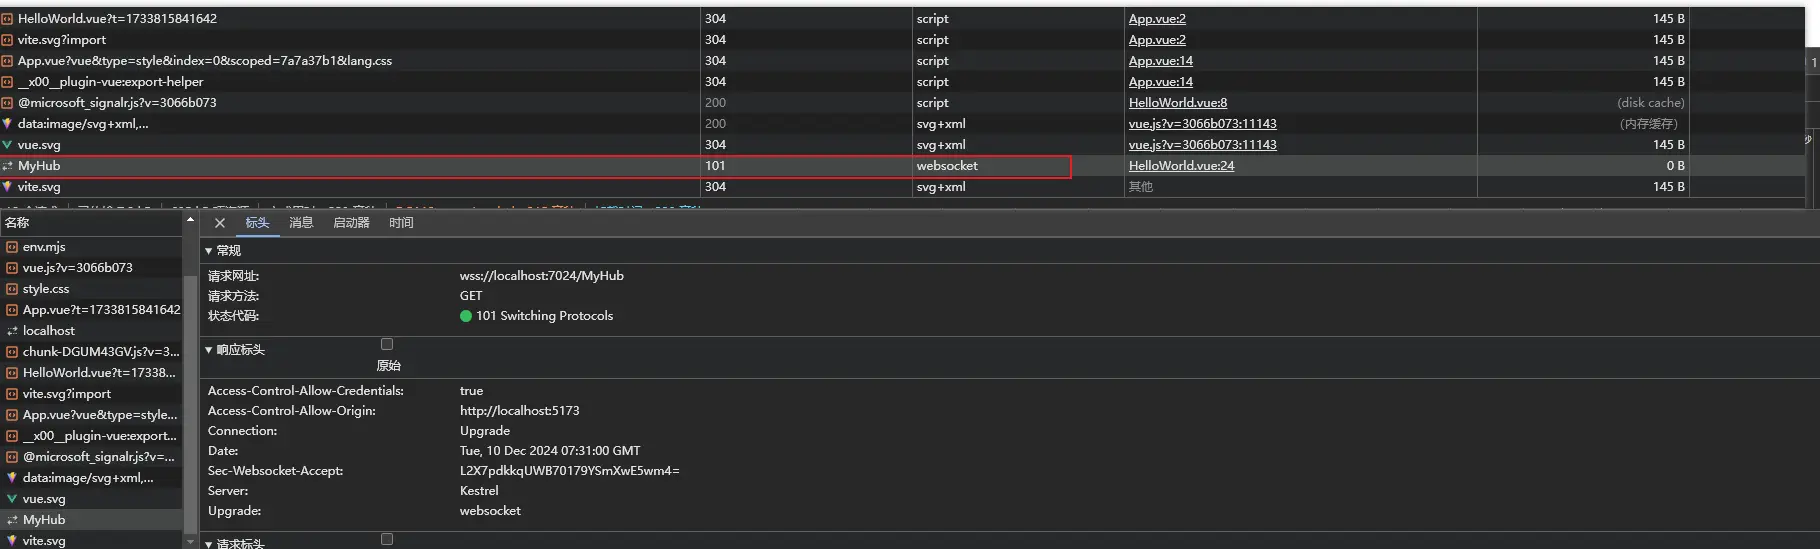 HelloWorld.vue?t=1733815841642 304 script App.vue:2 145 B
vite.svg?import 304 script App.vue:2 145 B
App.vue?vue&type=style&index=0&scoped=7a7a37b1&lang.css 304 script App.vue:14 145 B
__x00__plugin-vue:export-helper 304 script App.vue:14 145 B
@microsoft_signalr.js?v=3066b073 200 script HelloWorld.vue:8 (disk cache)
data:image/svg+xml,... 200 svg+xml vue.js?v=3066b073:11143 (内存缓存)
vue.svg 304 svg+xml vue.js?v=3066b073:11143 145 B
MyHub 101 websocket HelloWorld.vue:24 0 B
vite.svg 304 svg+xml 其他 145 B
名称
env.mjs
vue.js?v=3066b073
style.css
App.vue?t=1733815841642
localhost
chunk-DGUM43GV.js?v=3...
HelloWorld.vue?t=17338...
vite.svg?import
App.vue?vue&type=style...
__x00__plugin-vue:export...
@microsoft_signalr.js?v=...
data:image/svg+xml,...
vue.svg
MyHub
vite.svg
标头 消息 启动器 时间
常规
请求网址: wss://localhost:7024/MyHub
请求方法: GET
状态代码: 101 Switching Protocols
响应标头
原始
Access-Control-Allow-Credentials: true
Access-Control-Allow-Origin: http://localhost:5173
Connection: Upgrade
Date: Tue, 10 Dec 2024 07:31:00 GMT
Sec-Websocket-Accept: L2X7pdkkqUWB70179YSmXwE5wm4=
Server: Kestrel
Upgrade: websocket
请求标头